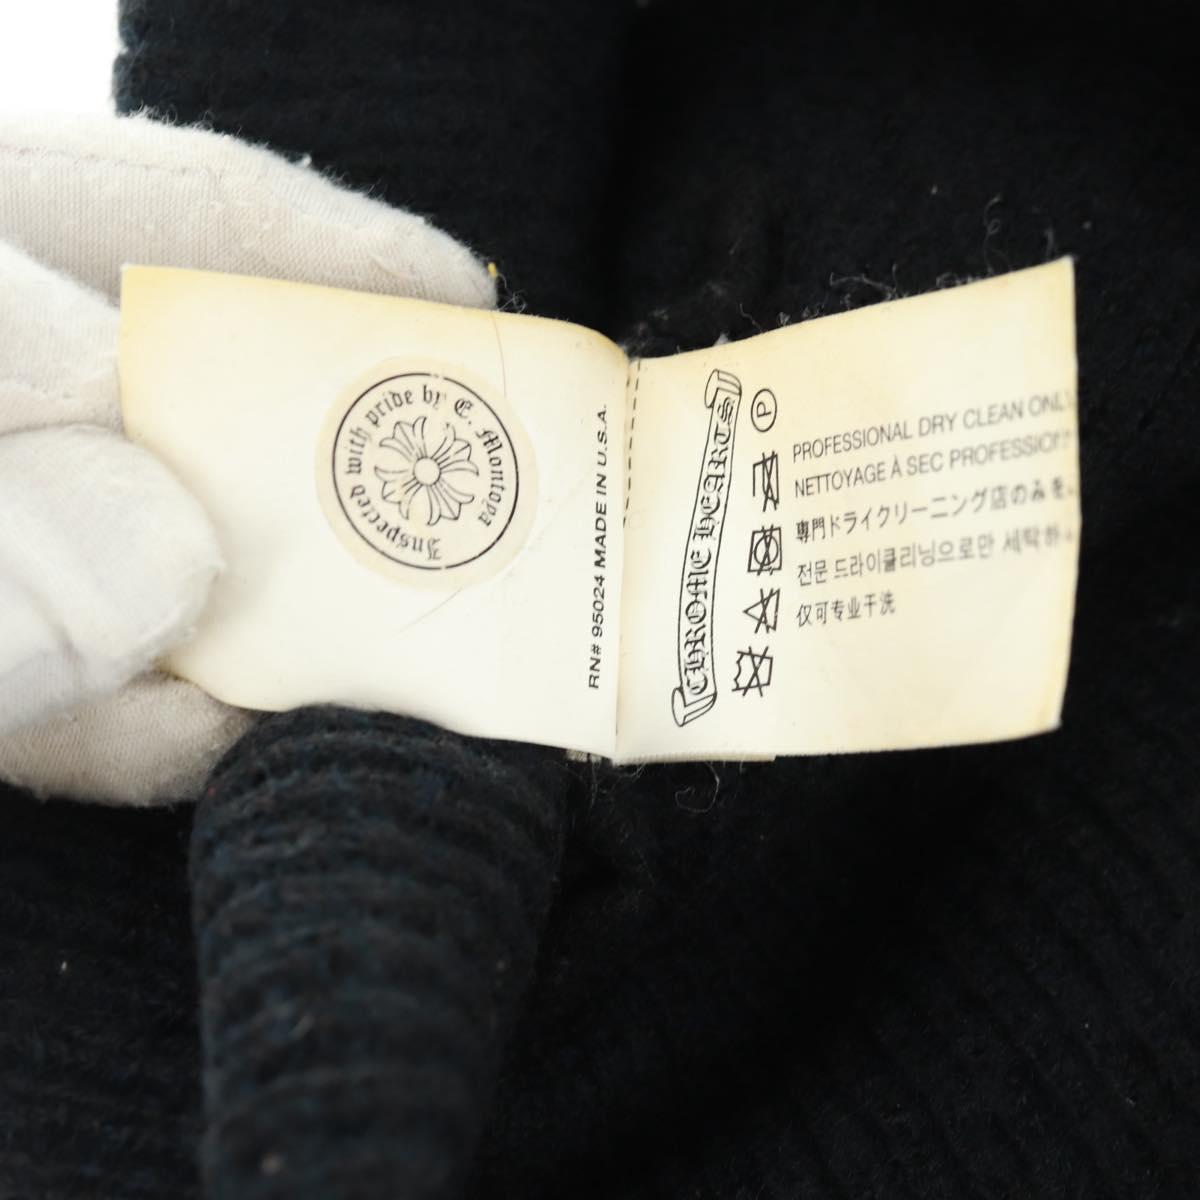 Inspected with pride by E. Montoya
RN# 95024 MADE IN U.S.A.
CHROME HEARTS
P
PROFESSIONAL DRY CLEAN ONLY
NETTOYAGE À SEC PROFESSION
専門ドライクリーニング店のみを
전문 드라이클리닝으로만 세탁하
仅可专业干洗